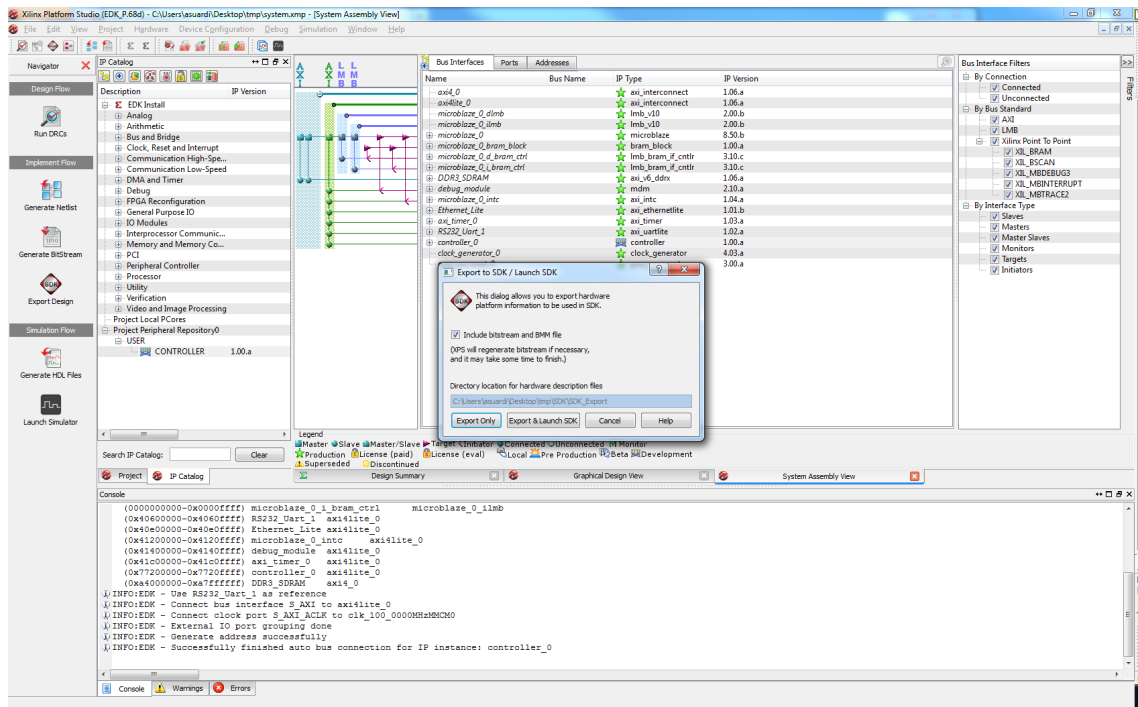 Xilinx Platform Studio (EDK_P.68d) - C:\Users\asuardi\Desktop\tmp\system.xmp - [System Assembly View]
File Edit View Project Hardware Device Configuration Debug Simulation Window Help
Navigator
Design Flow
Run DRCs
Implement Flow
Generate Netlist
Generate BitStream
SDK
Export Design
Simulation Flow
Generate HDL Files
Launch Simulator
IP Catalog
Description IP Version
EDK Install
Analog
Arithmetic
Bus and Bridge
Clock, Reset and Interrupt
Communication High-Spe...
Communication Low-Speed
DMA and Timer
Debug
FPGA Reconfiguration
General Purpose IO
IO Modules
Interprocessor Communic...
Memory and Memory Co...
PCI
Peripheral Controller
Processor
Utility
Verification
Video and Image Processing
Project Local PCores
Project Peripheral Repository0
USER
CONTROLLER 1.00.a
Search IP Catalog: Clear
Project IP Catalog
AXI AXI LMB LMB
Bus Interfaces Ports Addresses
Name Bus Name IP Type IP Version
axi4_0 axi_interconnect 1.06.a
axi4lite_0 axi_interconnect 1.06.a
microblaze_0_dlmb lmb_v10 2.00.b
microblaze_0_ilmb lmb_v10 2.00.b
microblaze_0 microblaze 8.50.b
microblaze_0_bram_block bram_block 1.00.a
microblaze_0_d_bram_ctrl lmb_bram_if_cntlr 3.10.c
microblaze_0_i_bram_ctrl lmb_bram_if_cntlr 3.10.c
DDR3_SDRAM axi_v6_ddrx 1.06.a
debug_module mdm 2.10.a
microblaze_0_intc axi_intc 1.04.a
Ethernet_Lite axi_ethernetlite 1.01.b
axi_timer_0 axi_timer 1.03.a
RS232_Uart_1 axi_uartlite 1.02.a
controller_0 controller 1.00.a
clock_generator_0 clock_generator 4.03.a
3.00.a
Export to SDK / Launch SDK
SDK
This dialog allows you to export hardware
platform information to be used in SDK.
Include bitstream and BMM file
(XPS will regenerate bitstream if necessary,
and it may take some time to finish.)
Directory location for hardware description files
C:\Users\asuardi\Desktop\tmp\SDK\SDK_Export
Export Only Export & Launch SDK Cancel Help
Legend
Master Slave Master/Slave Target Initiator Connected Unconnected Monitor
Production License (paid) License (eval) Local Pre Production Beta Development
Superseded Discontinued
Design Summary Graphical Design View System Assembly View
Bus Interface Filters
Filters
By Connection
Connected
Unconnected
By Bus Standard
AXI
LMB
Xilinx Point To Point
XIL_BRAM
XIL_BSCAN
XIL_MBDEBUG3
XIL_MBINTERRUPT
XIL_MBTRACE2
By Interface Type
Slaves
Masters
Master Slaves
Monitors
Targets
Initiators
Console
(0000000000-0x0000ffff) microblaze_0_i_bram_ctrl microblaze_0_ilmb
(0x40600000-0x4060ffff) RS232_Uart_1 axi4lite_0
(0x40e00000-0x40e0ffff) Ethernet_Lite axi4lite_0
(0x41200000-0x4120ffff) microblaze_0_intc axi4lite_0
(0x41400000-0x4140ffff) debug_module axi4lite_0
(0x41c00000-0x41c0ffff) axi_timer_0 axi4lite_0
(0x77200000-0x7720ffff) controller_0 axi4lite_0
(0xa4000000-0xa7ffffff) DDR3_SDRAM axi4_0
INFO:EDK - Use RS232_Uart_1 as reference
INFO:EDK - Connect bus interface S_AXI to axi4lite_0
INFO:EDK - Connect clock port S_AXI_ACLK to clk_100_0000MHzMMCM0
INFO:EDK - External IO port grouping done
INFO:EDK - Generate address successfully
INFO:EDK - Successfully finished auto bus connection for IP instance: controller_0
Console Warnings Errors